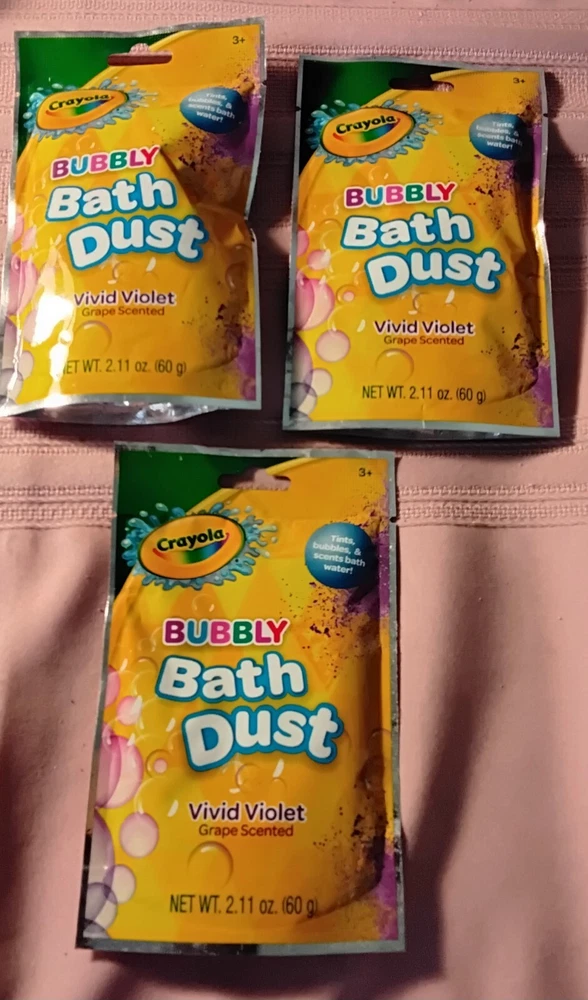 3+
Crayola
Tints,
bubbles, &
scents bath
water!
BUBBLY
Bath
Dust
Vivid Violet
Grape Scented
ET WT. 2.11 oz. (60 g)
3+
Crayola
Tints,
bubbles, &
scents bath
water!
BUBBLY
Bath
Dust
Vivid Violet
Grape Scented
NET WT. 2.11 oz. (60 g)
3+
Crayola
Tints,
bubbles, &
scents bath
water!
BUBBLY
Bath
Dust
Vivid Violet
Grape Scented
NET WT. 2.11 oz. (60 g)